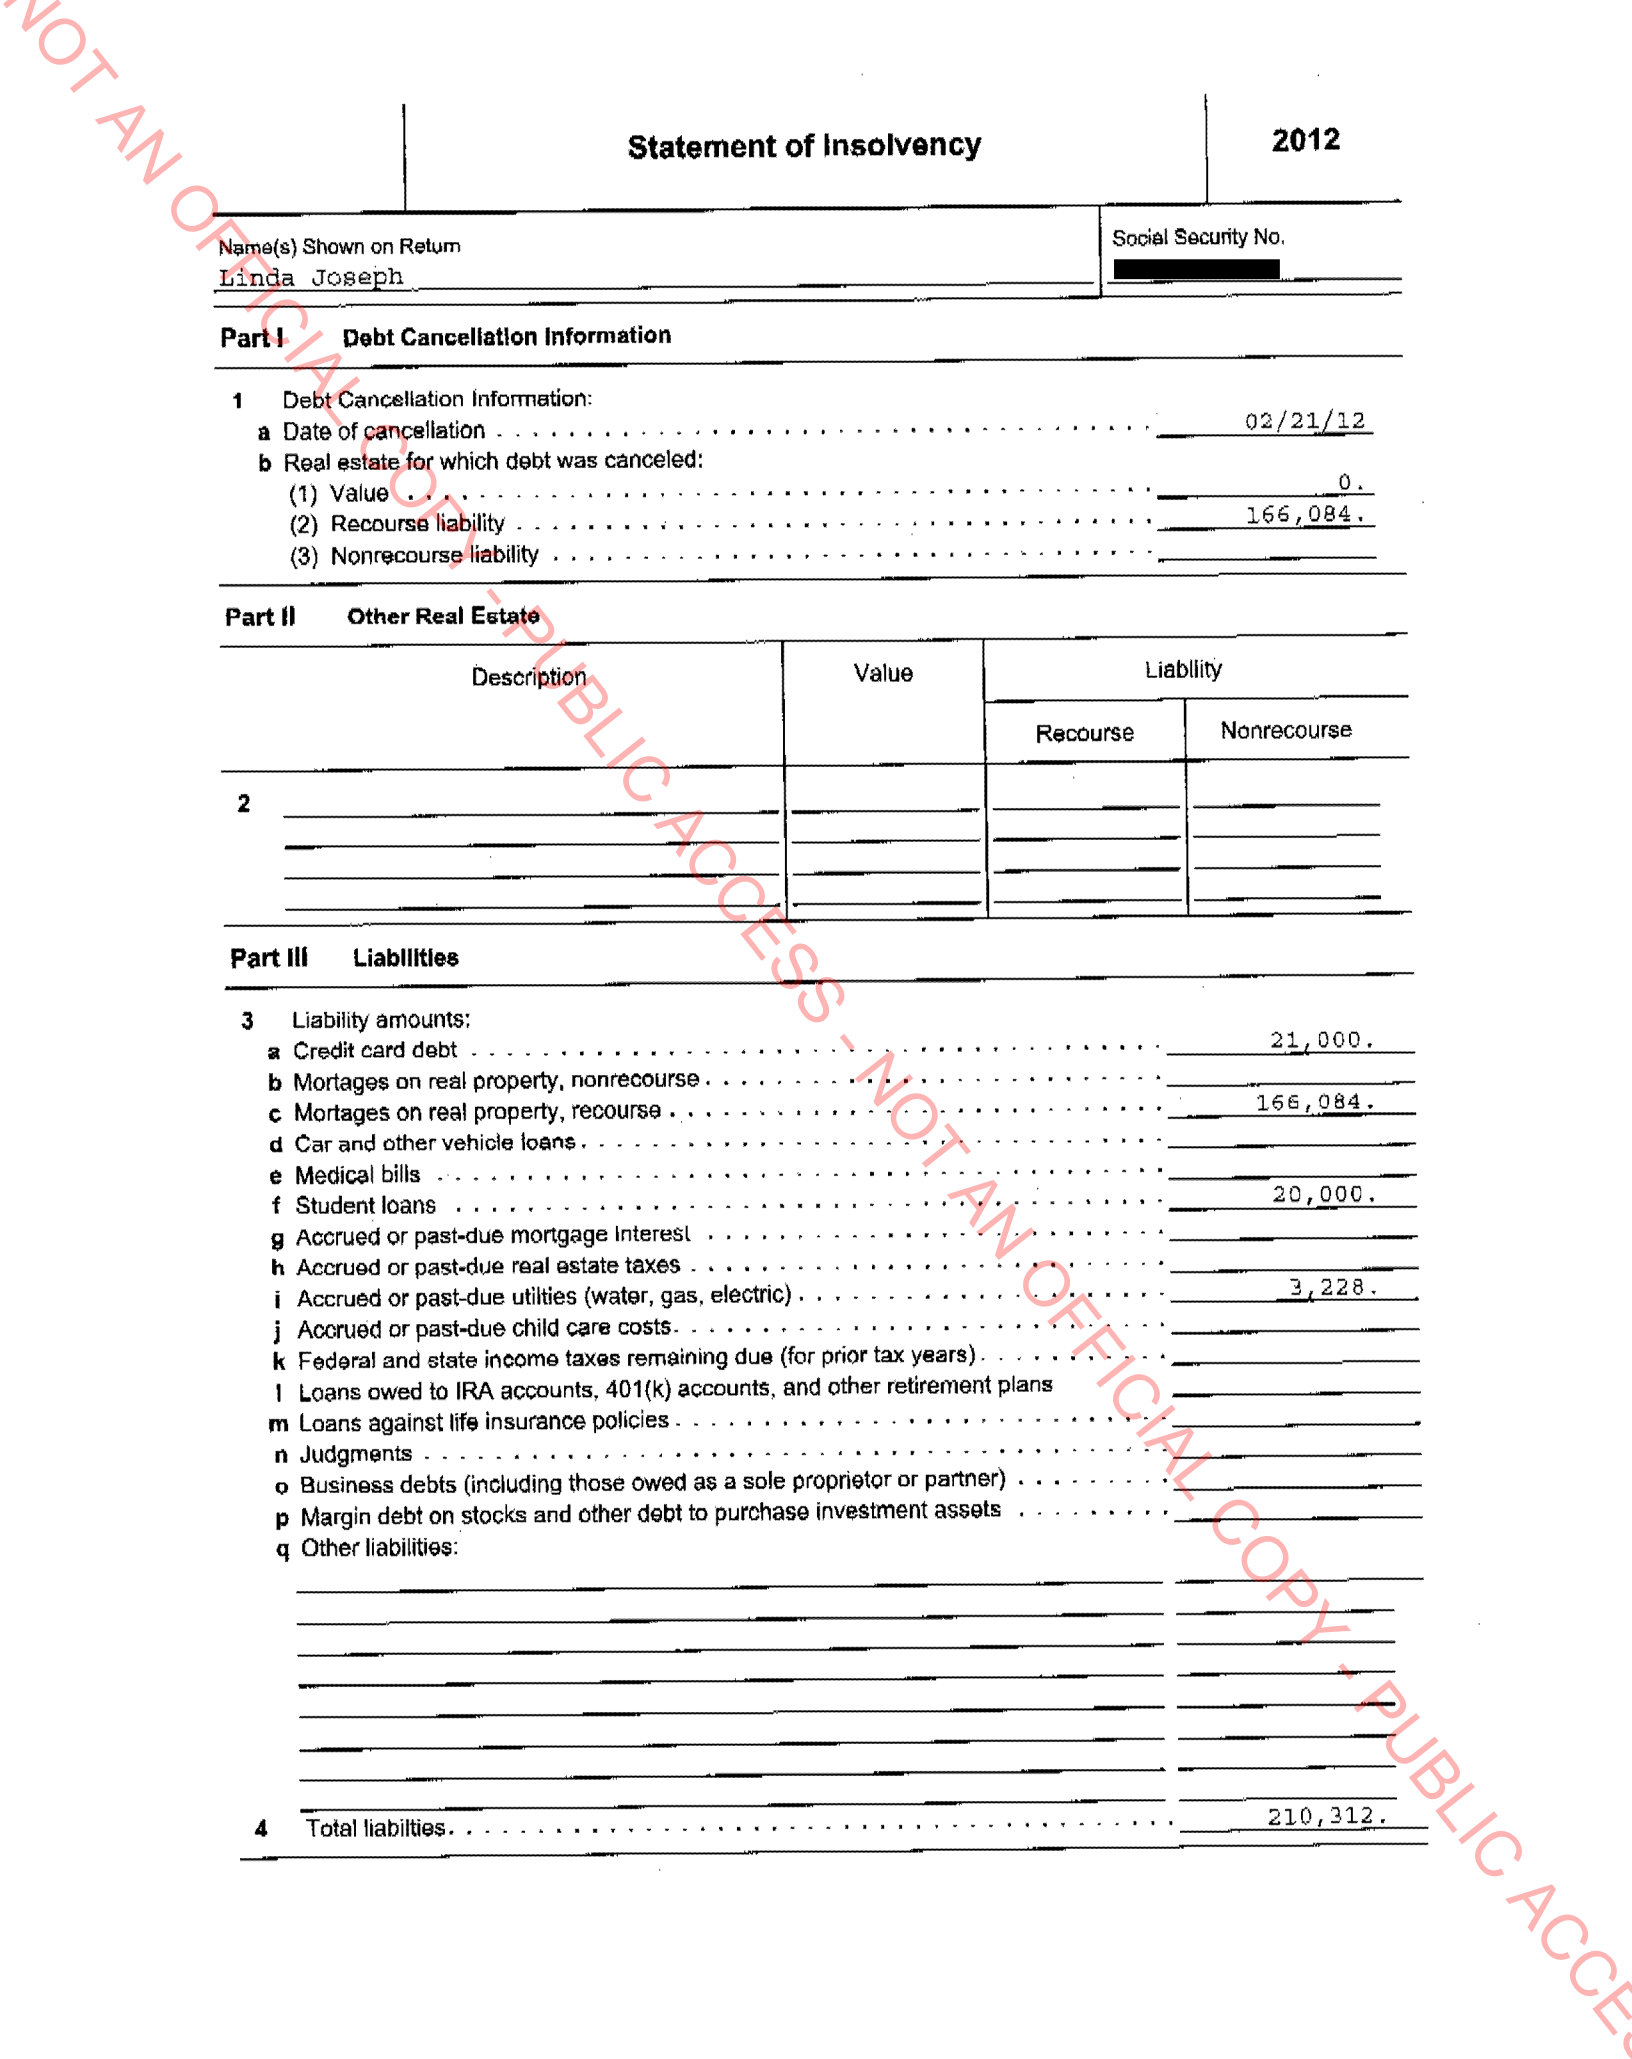 Statement of Insolvency
2012
Name(s) Shown on Return
Linda Joseph
Social Security No.
Part I Debt Cancellation Information
1 Debt Cancellation Information:
a Date of cancellation 02/21/12
b Real estate for which debt was canceled:
(1) Value 0.
(2) Recourse liability 166,084.
(3) Nonrecourse liability
Part II Other Real Estate
Description Value Liability
Recourse Nonrecourse
2
Part III Liabilities
3 Liability amounts:
a Credit card debt 21,000.
b Mortages on real property, nonrecourse
c Mortages on real property, recourse 166,084.
d Car and other vehicle loans
e Medical bills
f Student loans 20,000.
g Accrued or past-due mortgage interest
h Accrued or past-due real estate taxes
i Accrued or past-due utilties (water, gas, electric) 3,228.
j Accrued or past-due child care costs
k Federal and state income taxes remaining due (for prior tax years)
l Loans owed to IRA accounts, 401(k) accounts, and other retirement plans
m Loans against life insurance policies
n Judgments
o Business debts (including those owed as a sole proprietor or partner)
p Margin debt on stocks and other debt to purchase investment assets
q Other liabilities:
4 Total liabilties 210,312.
NOT AN OFFICIAL COPY - PUBLIC ACCESS - NOT AN OFFICIAL COPY - PUBLIC ACCES